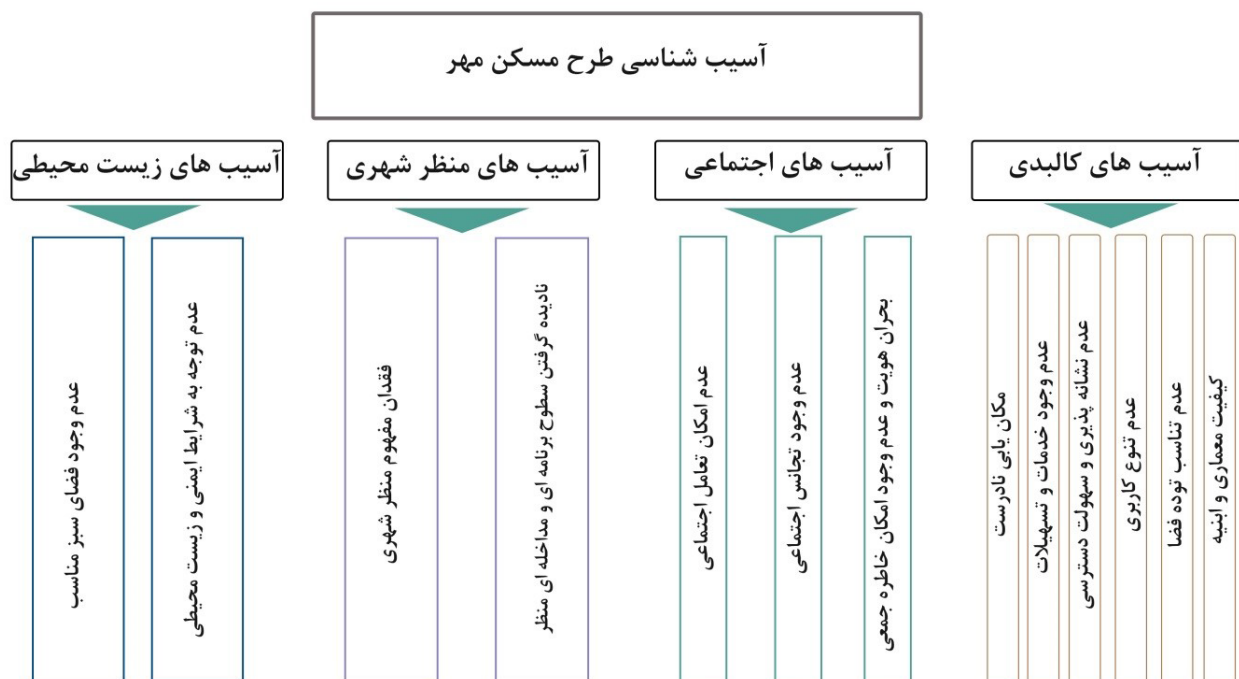 آسیب شناسی طرح مسکن مهر
آسیب های کالبدی
کیفیت معماری و ابنیه
عدم تناسب توده فضا
عدم تنوع کاربری
عدم نشانه پذیری و سهولت دسترسی
عدم وجود خدمات و تسهیلات
مکان یابی نادرست
آسیب های اجتماعی
بحران هویت و عدم وجود امکان خاطره جمعی
عدم وجود تجانس اجتماعی
عدم امکان تعامل اجتماعی
آسیب های منظر شهری
نادیده گرفتن سطوح برنامه ای و مداخله ای منظر
فقدان مفهوم منظر شهری
آسیب های زیست محیطی
عدم توجه به شرایط ایمنی و زیست محیطی
عدم وجود فضای سبز مناسب